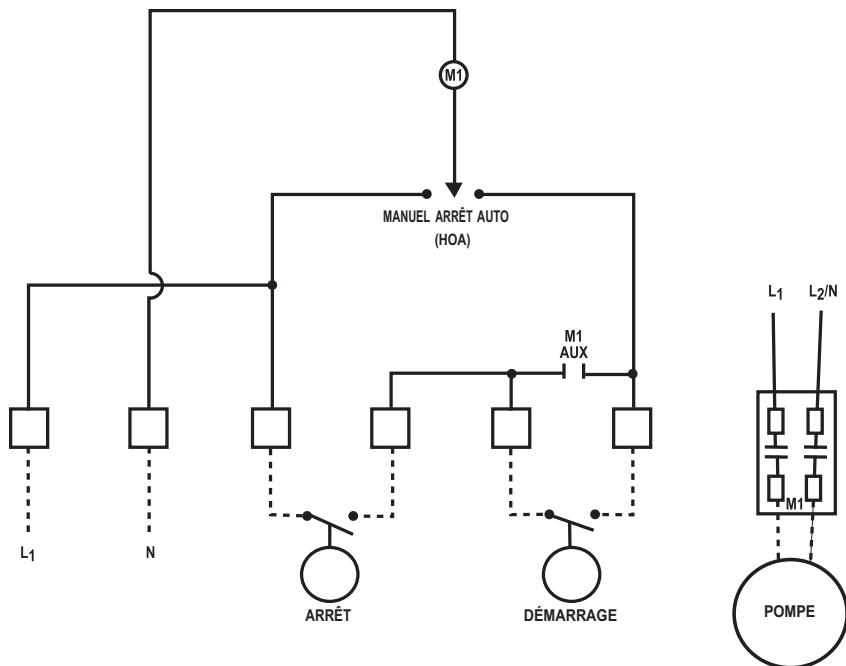 M1
MANUEL ARRÊT AUTO
(HOA)
L1
L2/N
M1
AUX
M1
L1
N
ARRÊT
DÉMARRAGE
POMPE